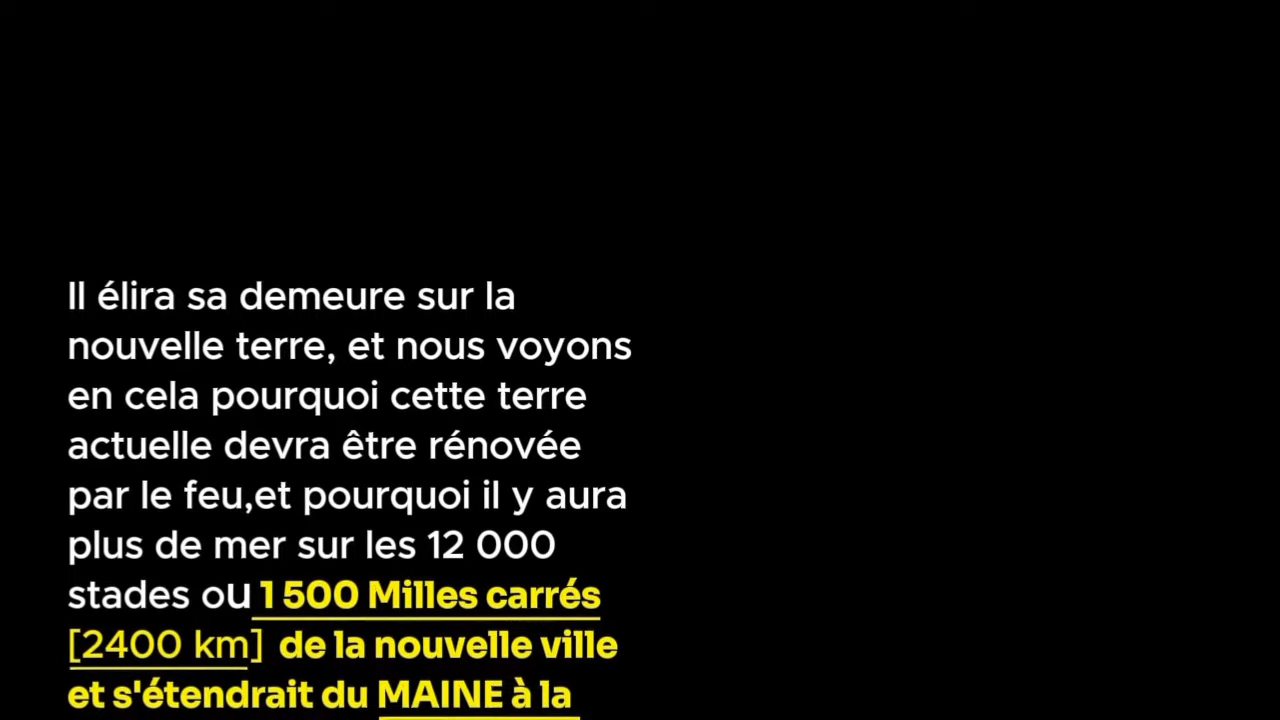 Il élira sa demeure sur la
nouvelle terre, et nous voyons
en cela pourquoi cette terre
actuelle devra être rénovée
par le feu,et pourquoi il y aura
plus de mer sur les 12 000
stades ou 1 500 Milles carrés
[2400 km] de la nouvelle ville
et s'étendrait du MAINE à la